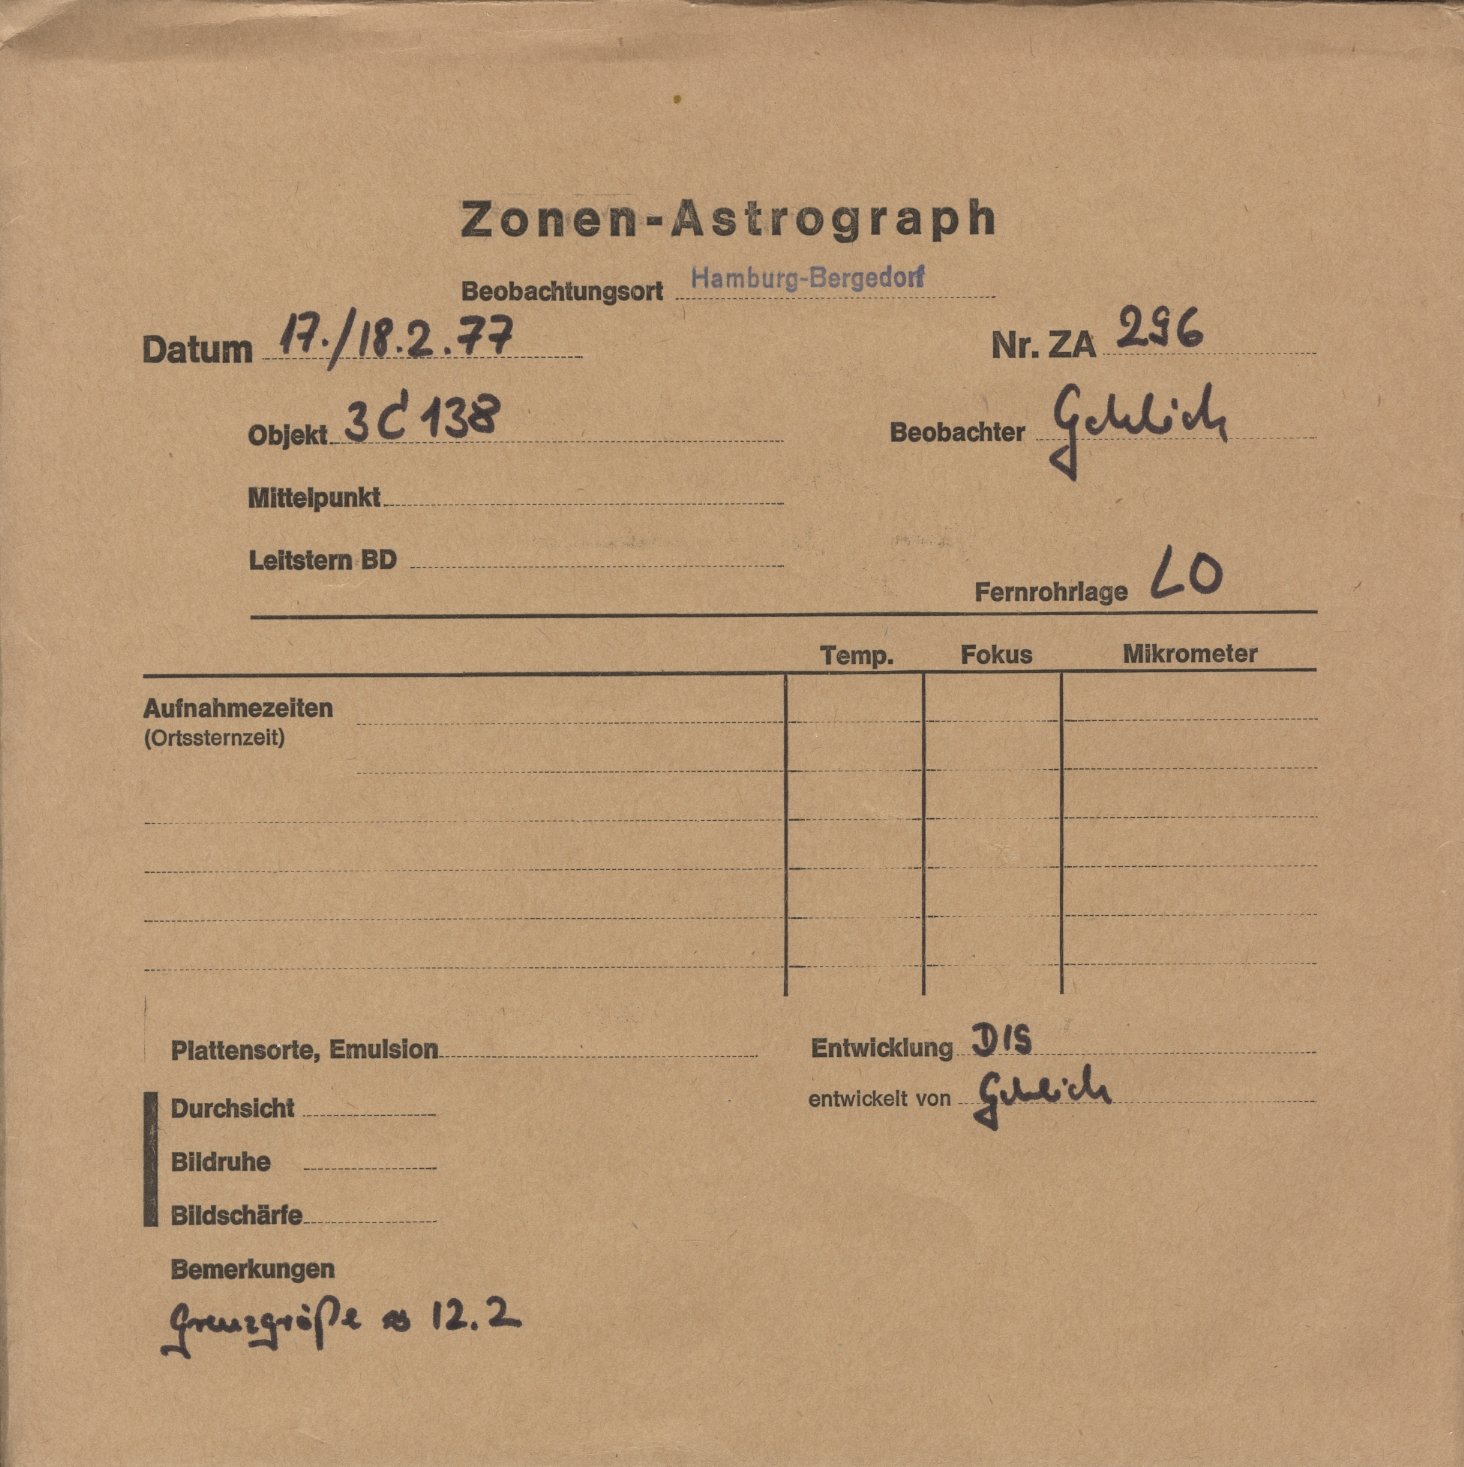 Zonen-Astrograph
Beobachtungsort Hamburg-Bergedorf
Datum 17./18.2.77 Nr. ZA 296
Objekt 3C 138 Beobachter Gehlich
Mittelpunkt
Leitstern BD
Fernrohrlage LO
Temp. Fokus Mikrometer
Aufnahmezeiten
(Ortssternzeit)
Plattensorte, Emulsion Entwicklung DIS
Durchsicht entwickelt von Gehlich
Bildruhe
Bildschärfe
Bemerkungen
Grenzgröße ≈ 12.2